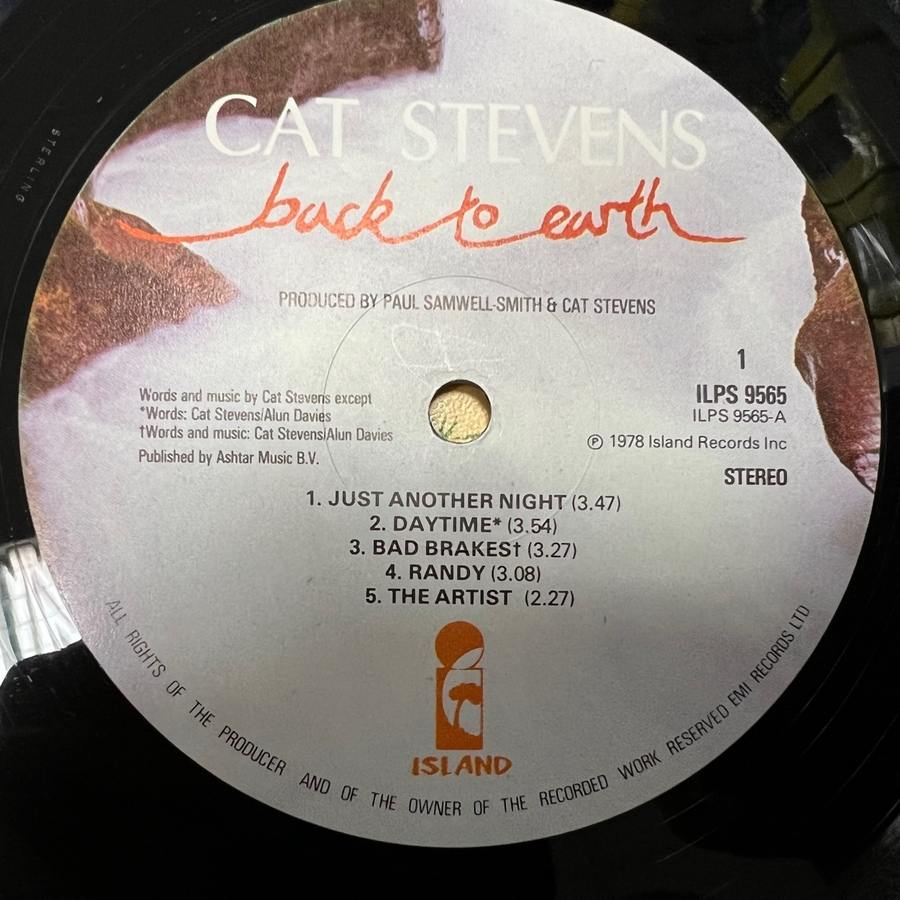 STERLING
CAT STEVENS
back to earth
PRODUCED BY PAUL SAMWELL-SMITH & CAT STEVENS
1
ILPS 9565
ILPS 9565-A
℗ 1978 Island Records Inc
STEREO
Words and music by Cat Stevens except
*Words: Cat Stevens/Alun Davies
†Words and music: Cat Stevens/Alun Davies
Published by Ashtar Music B.V.
1. JUST ANOTHER NIGHT (3.47)
2. DAYTIME* (3.54)
3. BAD BRAKES† (3.27)
4. RANDY (3.08)
5. THE ARTIST (2.27)
ISLAND
ALL RIGHTS OF THE PRODUCER AND OF THE OWNER OF THE RECORDED WORK RESERVED EMI RECORDS LTD